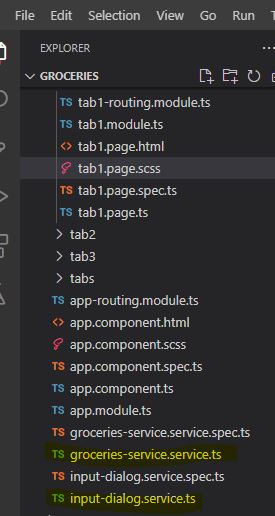 File Edit Selection View Go Run
EXPLORER ...
GROCERIES
TS tab1-routing.module.ts
TS tab1.module.ts
<> tab1.page.html
tab1.page.scss
TS tab1.page.spec.ts
TS tab1.page.ts
> tab2
> tab3
> tabs
TS app-routing.module.ts
<> app.component.html
app.component.scss
TS app.component.spec.ts
TS app.component.ts
TS app.module.ts
TS groceries-service.service.spec.ts
TS groceries-service.service.ts
TS input-dialog.service.spec.ts
TS input-dialog.service.ts